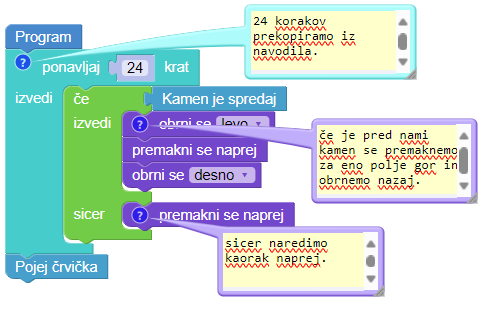 Program
ponavljaj 24 krat
izvedi
če Kamen je spredaj
izvedi obrni se levo
premakni se naprej
obrni se desno
sicer premakni se naprej
Pojej črvička
24 korakov
prekopiramo iz
navodila.
če je pred nami
kamen se premaknemo
za eno polje gor in
obrnemo nazaj.
sicer naredimo
kaorak naprej.